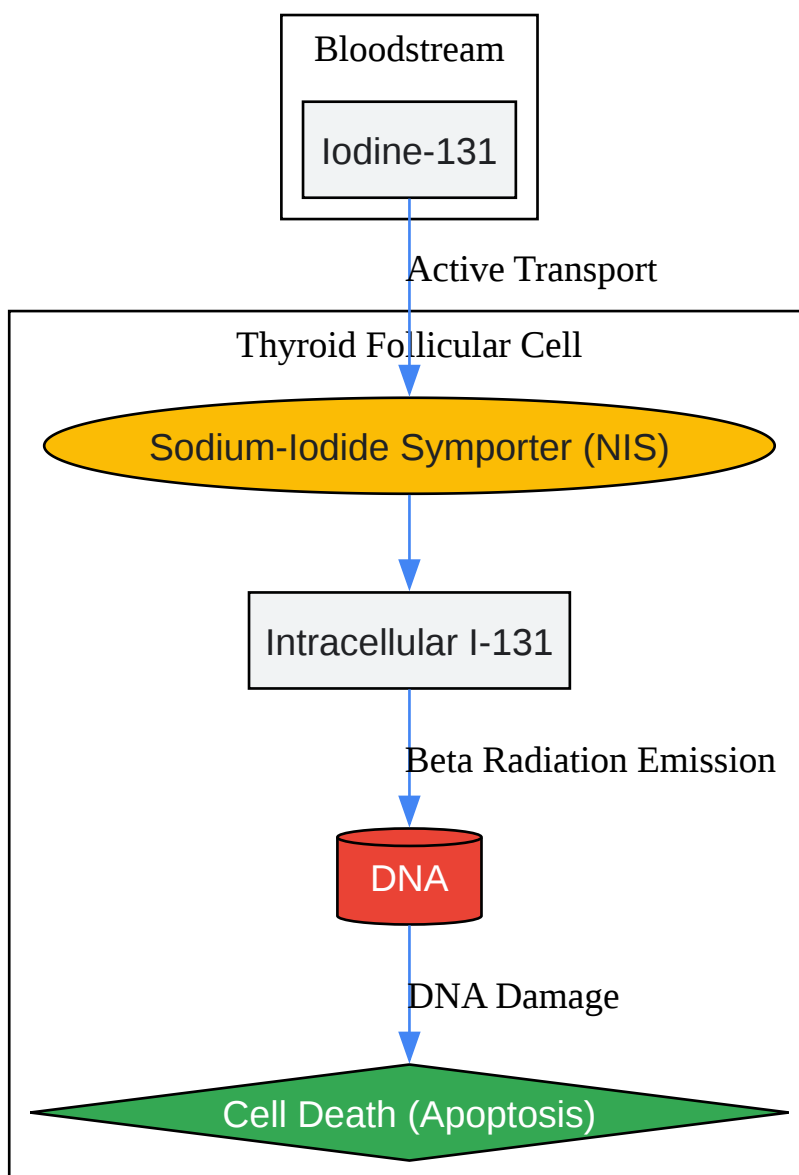 Bloodstream
Iodine-131
Active Transport
Thyroid Follicular Cell
Sodium-Iodide Symporter (NIS)
Intracellular I-131
Beta Radiation Emission
DNA
DNA Damage
Cell Death (Apoptosis)